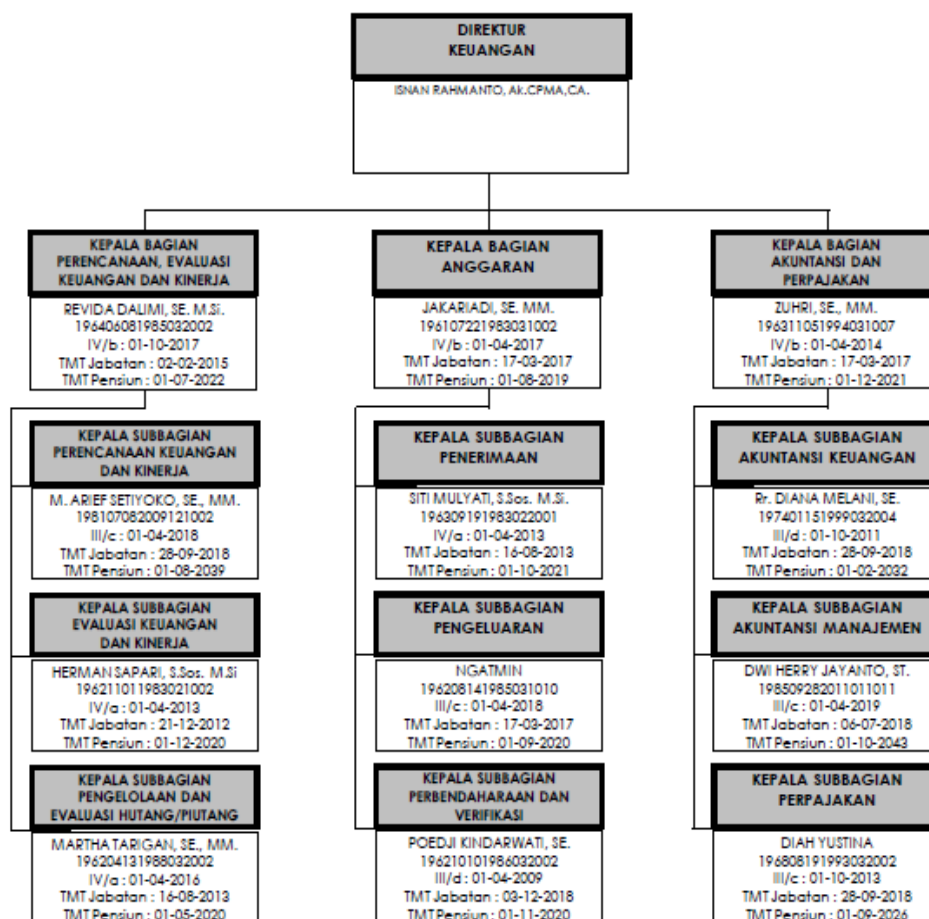 DIREKTUR
KEUANGAN
ISNAN RAHMANTO, Ak.CPMA,CA.
KEPALA BAGIAN
PERENCANAAN, EVALUASI
KEUANGAN DAN KINERJA
REVIDA DALIMI, SE. M.Si.
196406081985032002
IV/b : 01-10-2017
TMT Jabatan : 02-02-2015
TMT Pensiun : 01-07-2022
KEPALA SUBBAGIAN
PERENCANAAN KEUANGAN
DAN KINERJA
M. ARIEF SETIYOKO, SE., MM.
198107082009121002
III/c : 01-04-2018
TMT Jabatan : 28-09-2018
TMT Pensiun : 01-08-2039
KEPALA SUBBAGIAN
EVALUASI KEUANGAN
DAN KINERJA
HERMAN SAPARI, S.Sos. M.Si
196211011983021002
IV/a : 01-04-2013
TMT Jabatan : 21-12-2012
TMT Pensiun : 01-12-2020
KEPALA SUBBAGIAN
PENGELOLAAN DAN
EVALUASI HUTANG/PIUTANG
MARTHA TARIGAN, SE., MM.
196204131988032002
IV/a : 01-04-2016
TMT Jabatan : 16-08-2013
TMT Pensiun : 01-05-2020
KEPALA BAGIAN
ANGGARAN
JAKARIADI, SE. MM.
196107221983031002
IV/b : 01-04-2017
TMT Jabatan : 17-03-2017
TMT Pensiun : 01-08-2019
KEPALA SUBBAGIAN
PENERIMAAN
SITI MULYATI, S.Sos. M.Si.
196309191983022001
IV/a : 01-04-2013
TMT Jabatan : 16-08-2013
TMT Pensiun : 01-10-2021
KEPALA SUBBAGIAN
PENGELUARAN
NGATMIN
196208141985031010
III/c : 01-04-2018
TMT Jabatan : 17-03-2017
TMT Pensiun : 01-09-2020
KEPALA SUBBAGIAN
PERBENDAHARAAN DAN
VERIFIKASI
POEDJI KINDARWATI, SE.
196210101986032002
III/d : 01-04-2009
TMT Jabatan : 03-12-2018
TMT Pensiun : 01-11-2020
KEPALA BAGIAN
AKUNTANSI DAN
PERPAJAKAN
ZUHRI, SE., MM.
196311051994031007
IV/b : 01-04-2014
TMT Jabatan : 17-03-2017
TMT Pensiun : 01-12-2021
KEPALA SUBBAGIAN
AKUNTANSI KEUANGAN
Rr. DIANA MELANI, SE.
197401151999032004
III/d : 01-10-2011
TMT Jabatan : 28-09-2018
TMT Pensiun : 01-02-2032
KEPALA SUBBAGIAN
AKUNTANSI MANAJEMEN
DWI HERRY JAYANTO, ST.
198509282011011011
III/c : 01-04-2019
TMT Jabatan : 06-07-2018
TMT Pensiun : 01-10-2043
KEPALA SUBBAGIAN
PERPAJAKAN
DIAH YUSTINA
196808191993032002
III/c : 01-10-2013
TMT Jabatan : 28-09-2018
TMT Pensiun : 01-09-2026